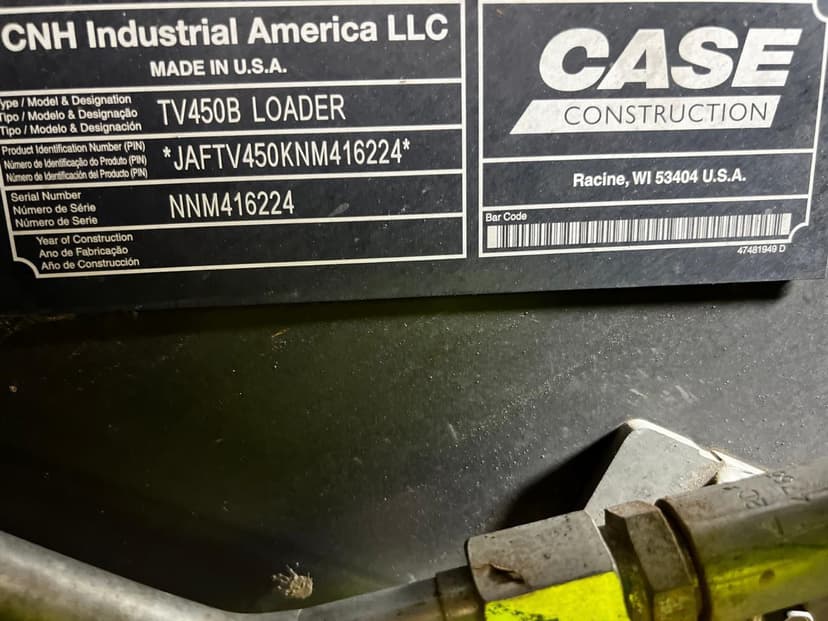 CNH Industrial America LLC
MADE IN U.S.A.
Type / Model & Designation
Tipo / Modelo & Designação
Tipo / Modelo & Designación
TV450B LOADER
Product Identification Number (PIN)
Número de Identificação do Produto (PIN)
Número de Identificación del Producto (PIN)
*JAFTV450KNM416224*
Serial Number
Número de Série
Número de Serie
NNM416224
Year of Construction
Ano de Fabricação
Año de Construcción
CASE
CONSTRUCTION
Racine, WI 53404 U.S.A.
Bar Code
47481949 D